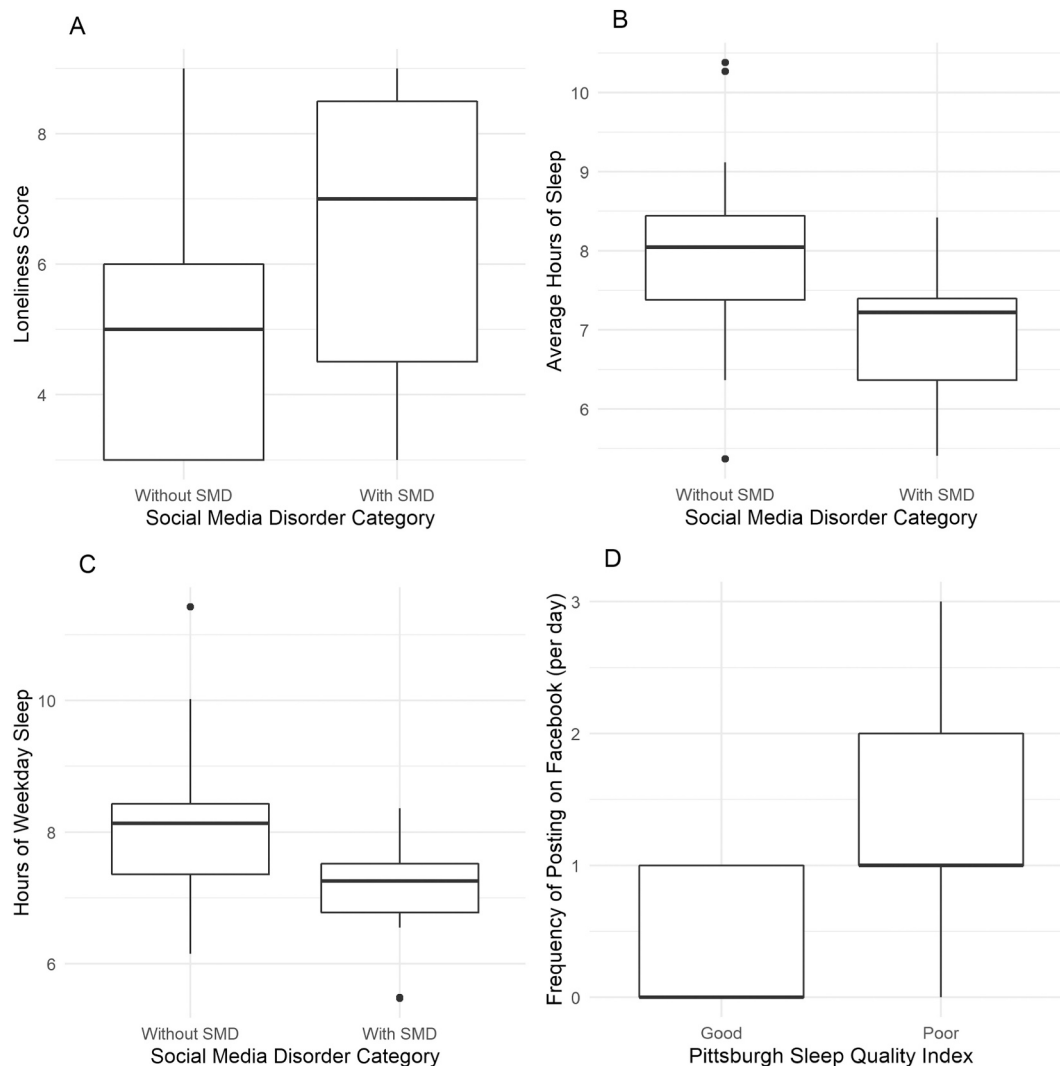 A
Loneliness Score
8
6
4
Without SMD
With SMD
Social Media Disorder Category
B
Average Hours of Sleep
10
9
8
7
6
Without SMD
With SMD
Social Media Disorder Category
C
Hours of Weekday Sleep
10
8
6
Without SMD
With SMD
Social Media Disorder Category
D
Frequency of Posting on Facebook (per day)
3
2
1
0
Good
Poor
Pittsburgh Sleep Quality Index